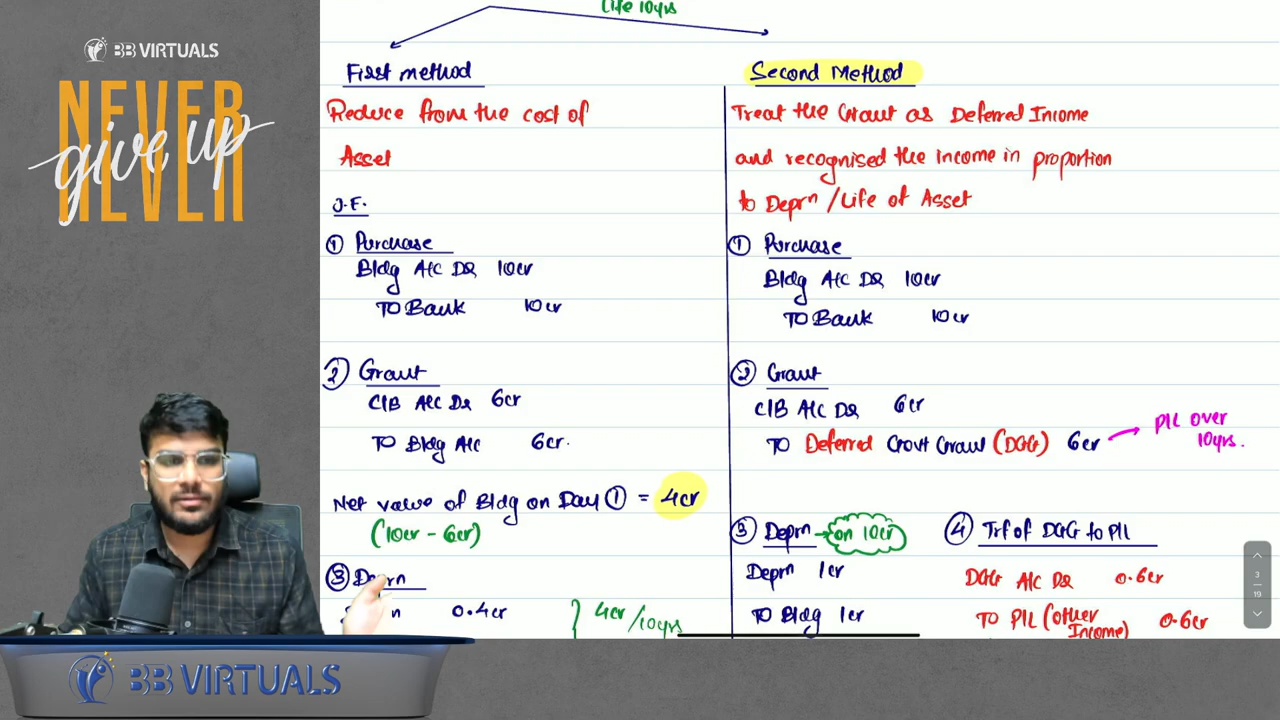 BB VIRTUALS
NEVER
give up
NEVER
Life 10yrs
First method
Reduce from the cost of
Asset
J.E.
① Purchase
Bldg A/c DR 10cr
TO Bank 10cr
② Grant
CIB A/c Dr 6cr
TO Bldg A/c 6cr.
Net value of Bldg on Day ① = 4cr
(10cr - 6cr)
③ Deprn
0.4cr } 4cr/10yrs
Second Method
Treat the Grant as Deferred Income
and recognised the income in proportion
to Deprn / Life of Asset
① Purchase
Bldg A/c DR 10cr
TO Bank 10cr
② Grant
CIB A/c DR 6cr
TO Deferred Govt Grant (DGG) 6cr → P/L over
10yrs.
③ Deprn → on 10cr
Deprn 1cr
TO Bldg 1cr
④ Trf of DGG to P/L
DGG A/c DR 0.6cr
TO P/L (other
Income) 0.6cr
3
19
BB VIRTUALS